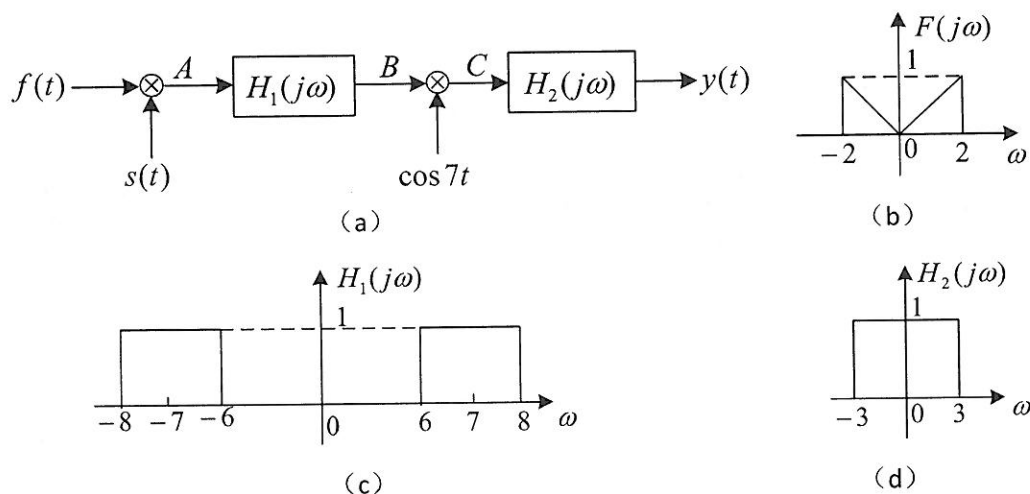 f(t) A H₁(jω) B C H₂(jω) y(t)
s(t) cos 7t
(a)
F(jω)
1
−2 0 2 ω
(b)
H₁(jω)
1
−8 −7 −6 0 6 7 8 ω
(c)
H₂(jω)
1
−3 0 3 ω
(d)